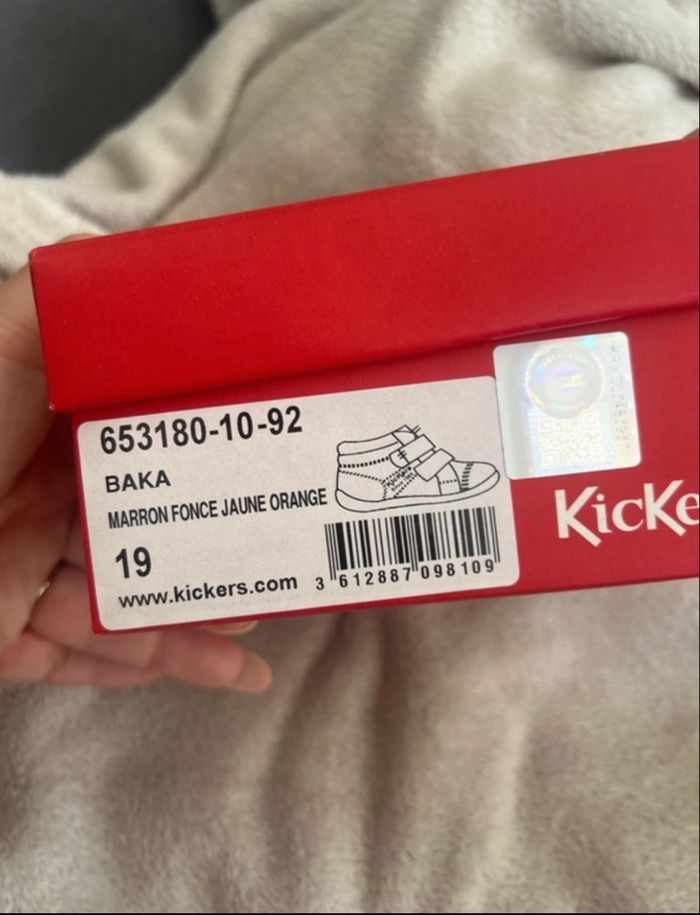 653180-10-92
BAKA
MARRON FONCE JAUNE ORANGE
19
www.kickers.com
3 612887 098109
KicKe